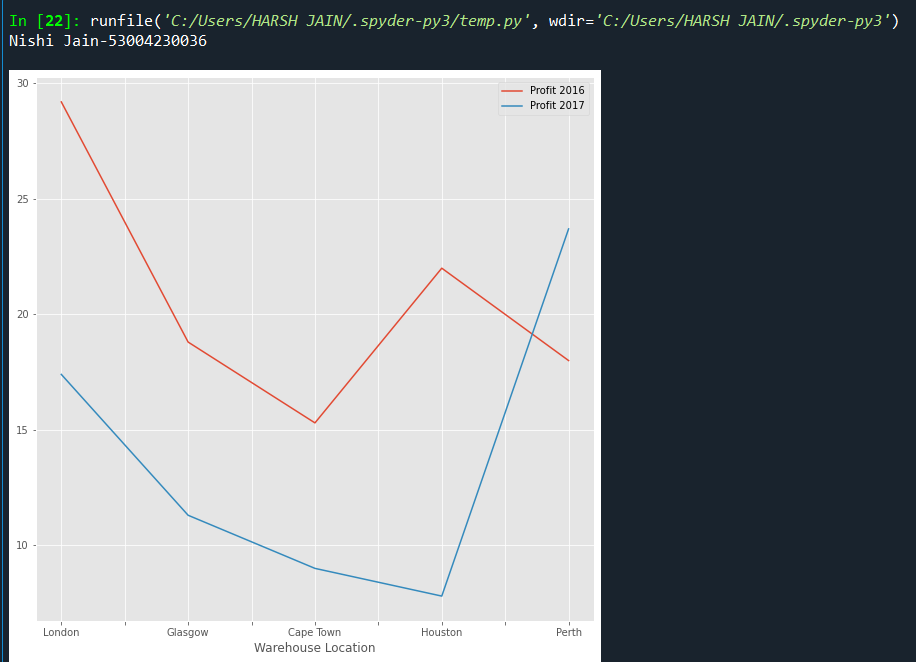 In [22]: runfile('C:/Users/HARSH JAIN/.spyder-py3/temp.py', wdir='C:/Users/HARSH JAIN/.spyder-py3')
Nishi Jain-53004230036
Profit 2016
Profit 2017
30
25
20
15
10
London Glasgow Cape Town Houston Perth
Warehouse Location